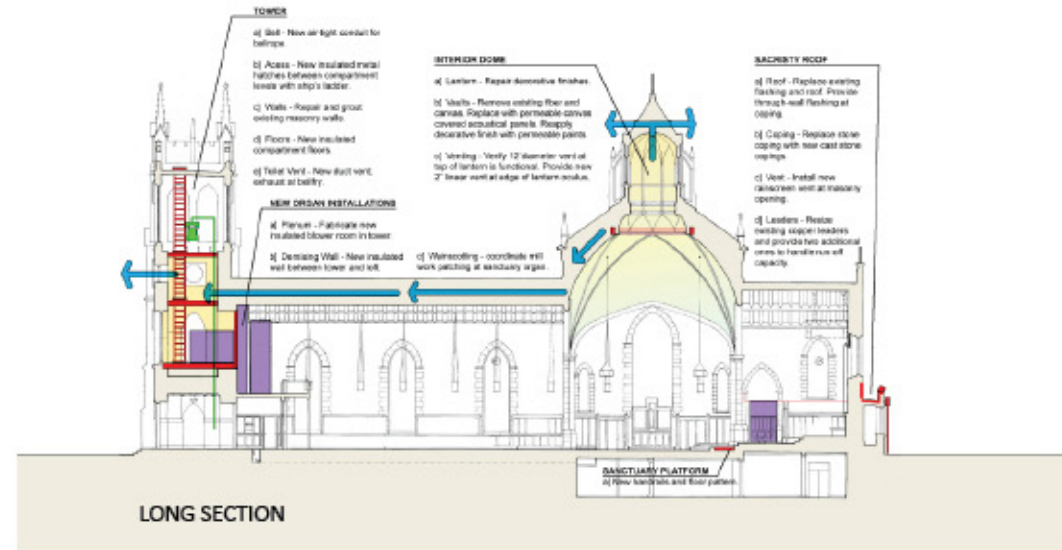 TOWER
a] Bell - New air-tight conduit for
bellrope.
b] Acess - New insulated metal
hatches between compartment
levels with ship's ladder.
c] Walls - Repair and grout
existing masonry walls.
d] Floors - New insulated
compartment floors.
e] Toilet Vent - New duct vent,
exhaust at belfry.
NEW ORGAN INSTALLATIONS
a] Plenum - Fabricate new
insulated blower room in tower.
b] Demising Wall - New insulated
wall between tower and loft.
c] Wainscotting - coordinate mill
work patching at sanctuary organ.
INTERIOR DOME
a] Lantern - Repair decorative finishes.
b] Vaults - Remove existing fiber and
canvas. Replace with permeable canvas
covered acoustical panels. Reapply
decorative finish with permeable paints.
c] Venting - Verify 12" diameter vent at
top of lantern is functional. Provide new
2" linear vent at edge of lantern oculus.
SACRISTY ROOF
a] Roof - Replace existing
flashing and roof. Provide
through-wall flashing at
coping.
b] Coping - Replace stone
coping with new cast stone
copings.
c] Vent - Install new
rainscreen vent at masonry
opening.
d] Leaders - Resize
existing copper leaders
and provide two additional
ones to handle run off
capacity.
SANCTUARY PLATFORM
a] New handrails and floor pattern.
LONG SECTION